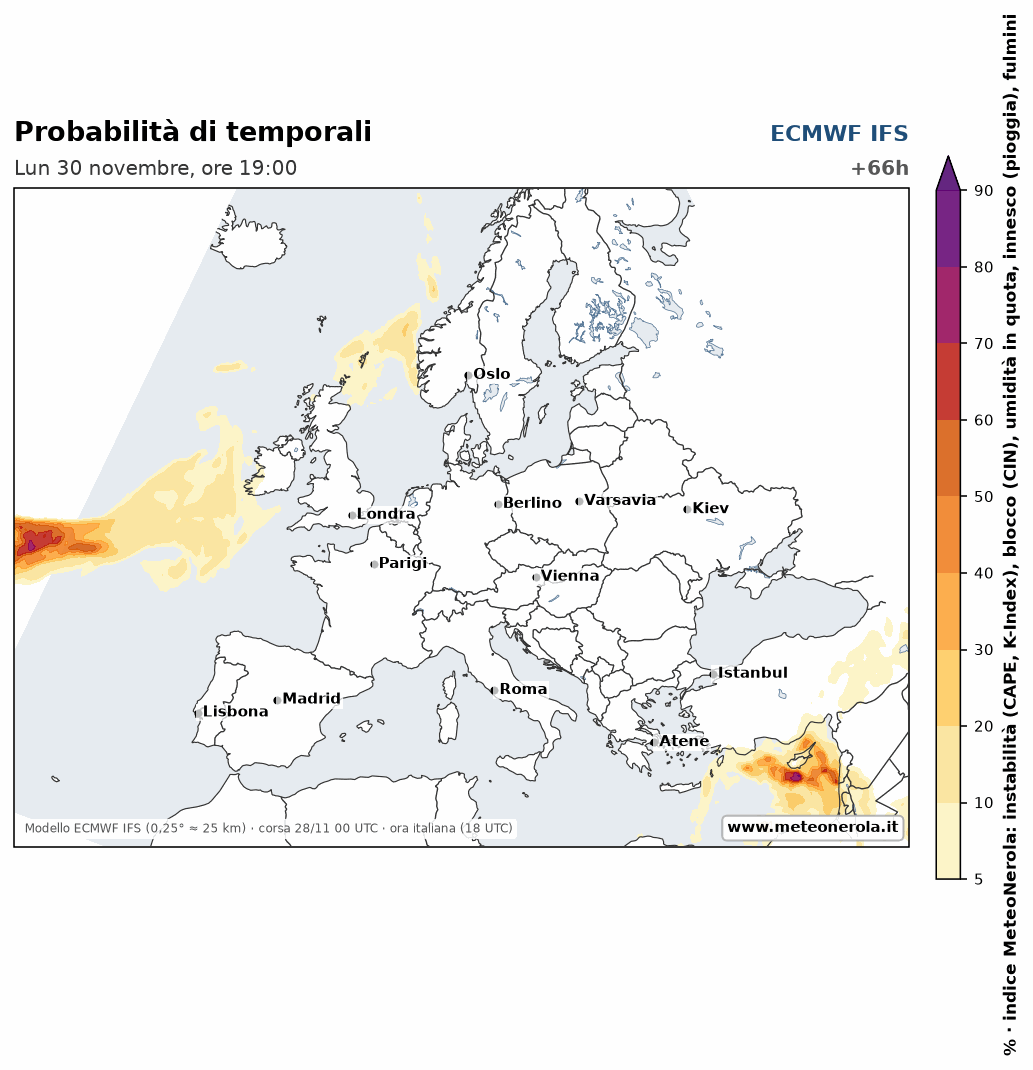 Probabilità di temporali
ECMWF IFS
Lun 30 novembre, ore 19:00
+66h
Oslo
Berlino
Varsavia
Kiev
Londra
Parigi
Vienna
Istanbul
Roma
Madrid
Lisbona
Atene
Modello ECMWF IFS (0,25° ≈ 25 km) · corsa 28/11 00 UTC · ora italiana (18 UTC)
www.meteonerola.it
90
80
70
60
50
40
30
20
10
5
% · indice MeteoNerola: instabilità (CAPE, K-Index), blocco (CIN), umidità in quota, innesco (pioggia), fulmini